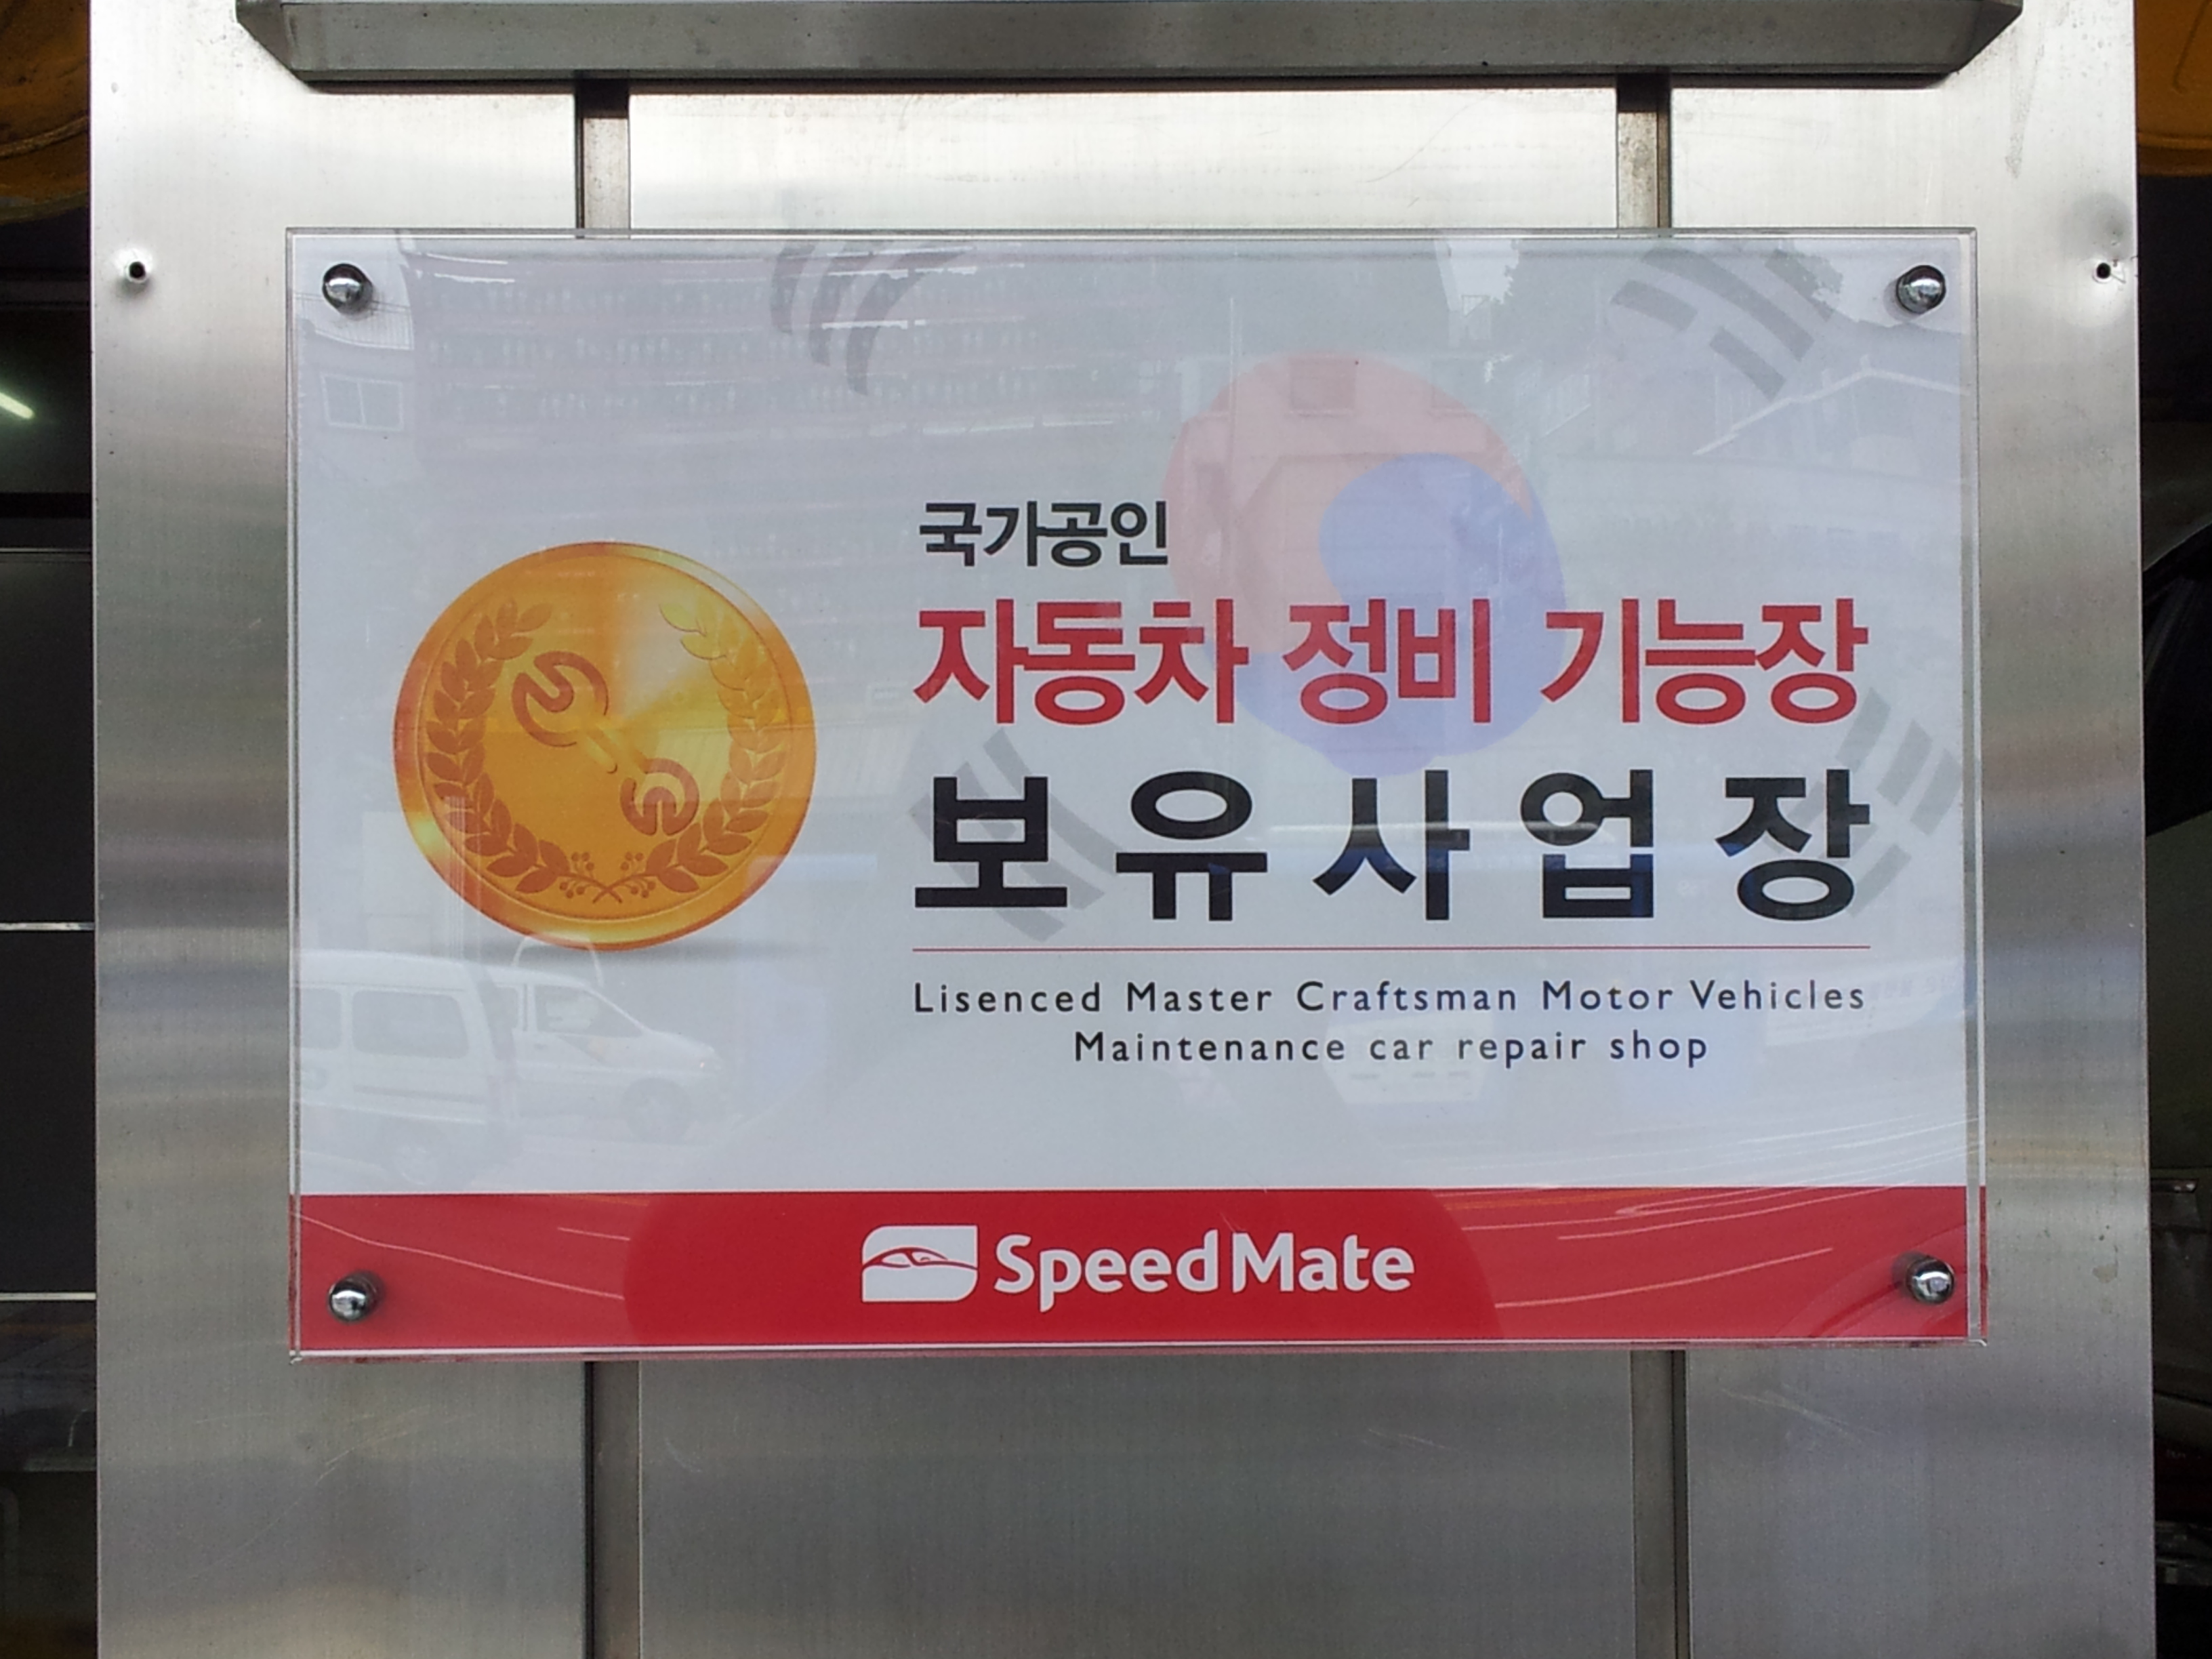 국가공인
자동차 정비 기능장
보유사업장
Lisenced Master Craftsman Motor Vehicles
Maintenance car repair shop
SpeedMate